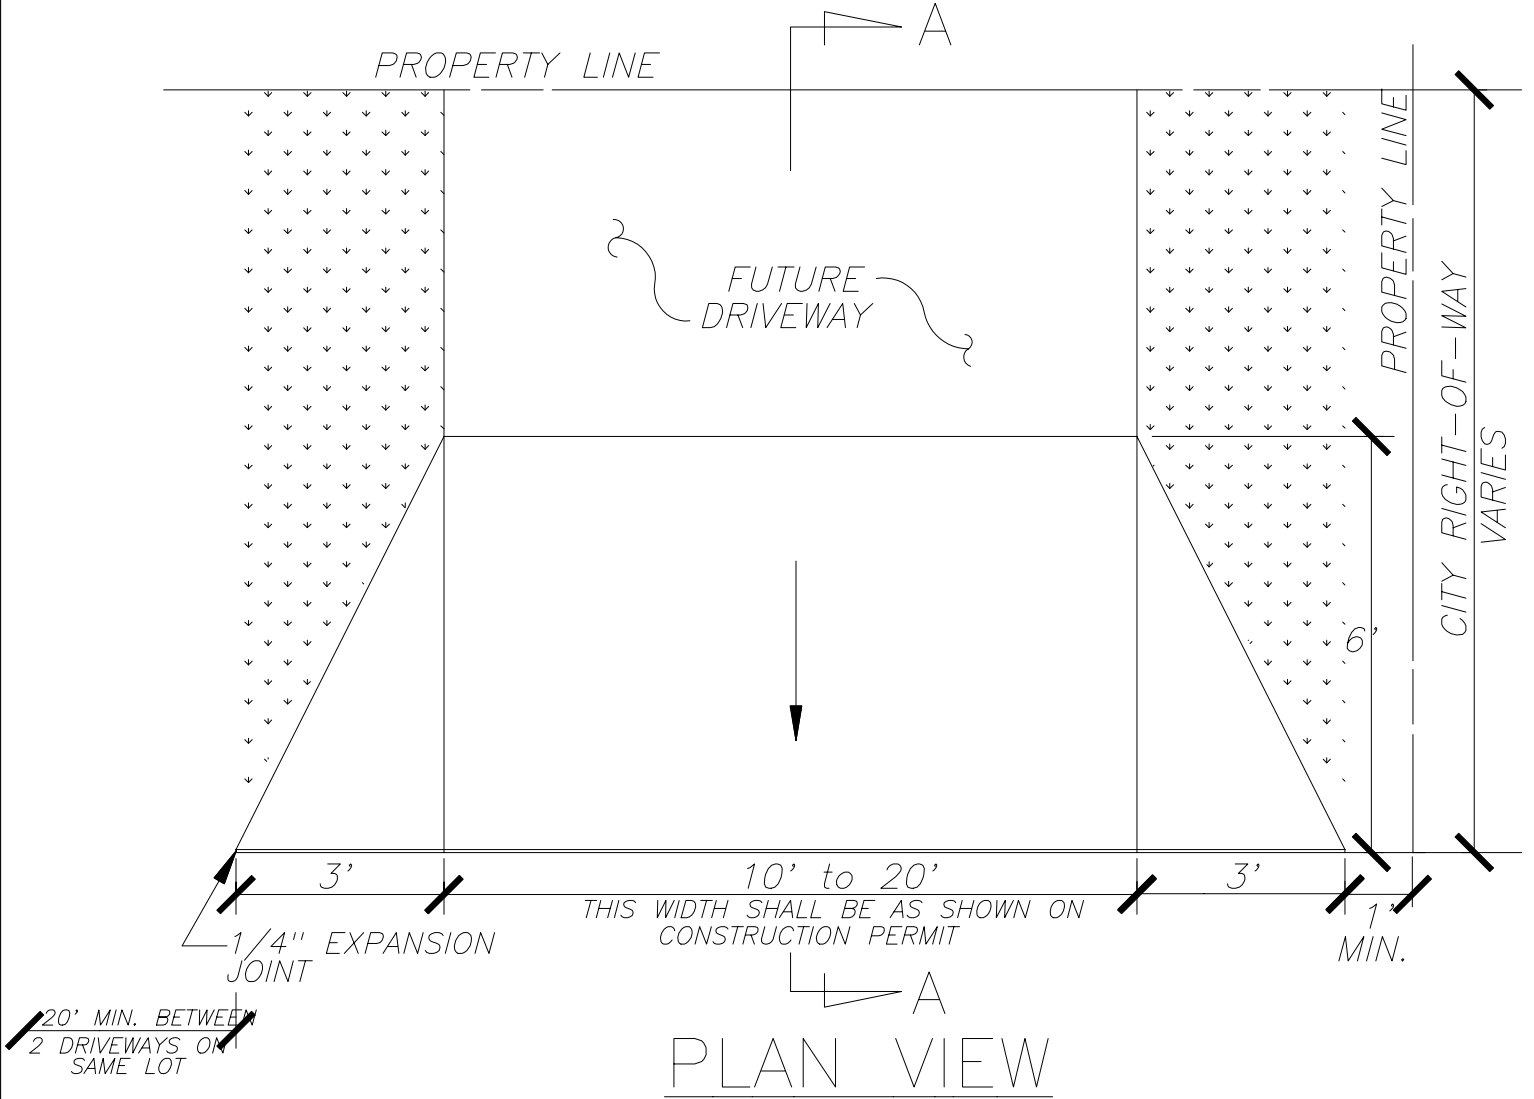 A
PROPERTY LINE
PROPERTY LINE
FUTURE
DRIVEWAY
CITY RIGHT-OF-WAY
VARIES
6'
3'
10' to 20'
3'
THIS WIDTH SHALL BE AS SHOWN ON
CONSTRUCTION PERMIT
1'
MIN.
1/4" EXPANSION
JOINT
A
20' MIN. BETWEEN
2 DRIVEWAYS ON
SAME LOT
PLAN VIEW